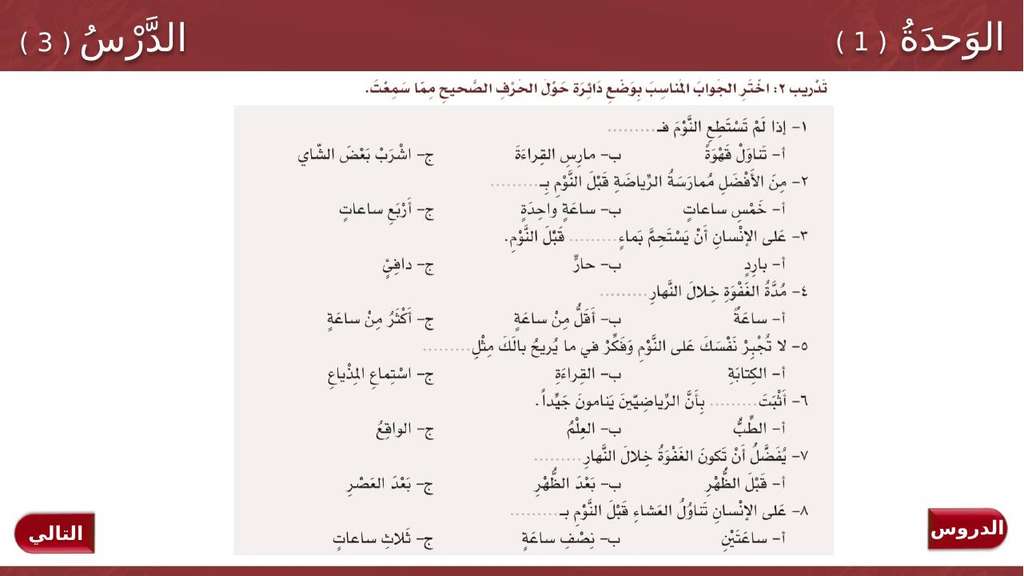 الوَحدَةُ ( 1 )
الدَّرْسُ ( 3 )
تَدْريب ٢: اخْتَرِ الجَوابَ المُناسِبَ بِوَضْعِ دَائِرَة حَوْلَ الحَرْفِ الصَّحيحِ مِمّا سَمِعْتَ.
١- إذا لَمْ تَسْتَطِعِ النَّوْمَ فـ.........
أ- تَناوَلْ قَهْوَةً ب- مارِسِ القِراءَةَ ج- اشْرَبْ بَعْضَ الشّاي
٢- مِنَ الأَفْضَلِ مُمارَسَةُ الرِّياضَةِ قَبْلَ النَّوْمِ بِـ.........
أ- خَمْسِ ساعاتٍ ب- ساعَةٍ واحِدَةٍ ج- أَرْبَعِ ساعاتٍ
٣- عَلى الإنْسانِ أَنْ يَسْتَحِمَّ بَماءٍ......... قَبْلَ النَّوْمِ.
أ- بارِدٍ ب- حارٍّ ج- دافِئٍ
٤- مُدَّةُ الغَفْوَةِ خِلالَ النَّهارِ.........
أ- ساعَةٌ ب- أَقَلُّ مِنْ ساعَةٍ ج- أَكْثَرُ مِنْ ساعَةٍ
٥- لا تُجْبِرْ نَفْسَكَ عَلى النَّوْمِ وَفَكِّرْ في ما يُريحُ بالَكَ مِثْلِ.........
أ- الكِتابَةِ ب- القِراءَةِ ج- اسْتِماعِ المِذْياعِ
٦- أَثْبَتَ......... بِأَنَّ الرِّياضِيّينَ يَنامونَ جَيِّداً.
أ- الطِّبُّ ب- العِلْمُ ج- الواقِعُ
٧- يُفَضَّلُ أَنْ تَكونَ الغَفْوَةُ خِلالَ النَّهارِ.........
أ- قَبْلَ الظُّهْرِ ب- بَعْدَ الظُّهْرِ ج- بَعْدَ العَصْرِ
٨- عَلى الإنْسانِ تَناوُلُ العَشاءِ قَبْلَ النَّوْمِ بـ.........
أ- ساعَتَيْنِ ب- نِصْفِ ساعَةٍ ج- ثَلاثِ ساعاتٍ
الدروس
التالي